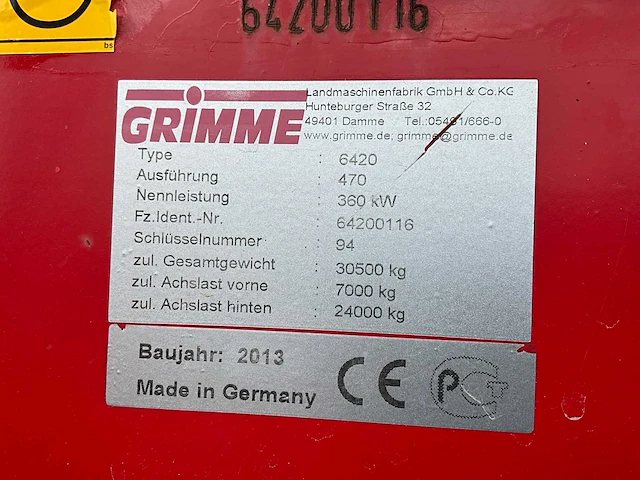 64200116
bs
GRIMME
Landmaschinenfabrik GmbH & Co.KG
Hunteburger Straße 32
49401 Damme Tel.:05491/666-0
www.grimme.de; grimme@grimme.de
Type : 6420
Ausführung : 470
Nennleistung : 360 kW
Fz.Ident.-Nr. : 64200116
Schlüsselnummer : 94
zul. Gesamtgewicht : 30500 kg
zul. Achslast vorne : 7000 kg
zul. Achslast hinten : 24000 kg
Baujahr: 2013
Made in Germany
CE